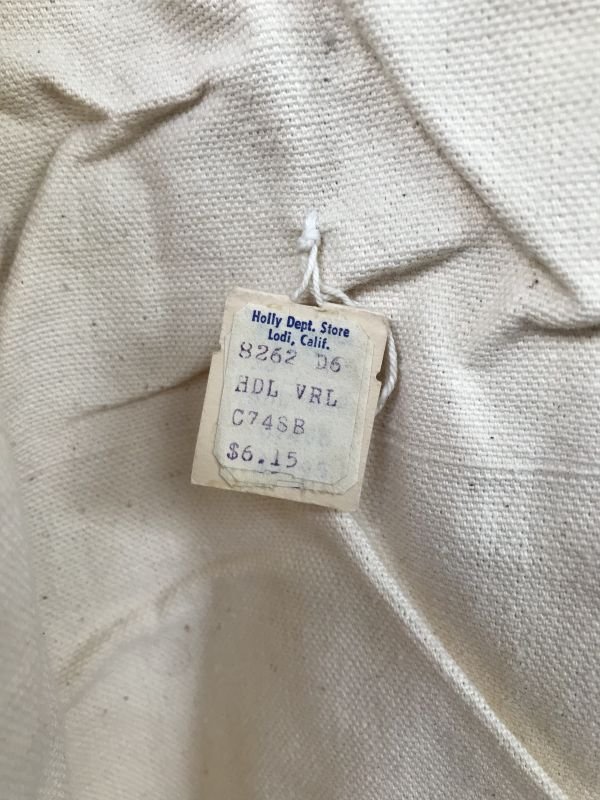 Holly Dept. Store
Lodi, Calif.
8262 D6
HDL VRL
C74SB
$6.15